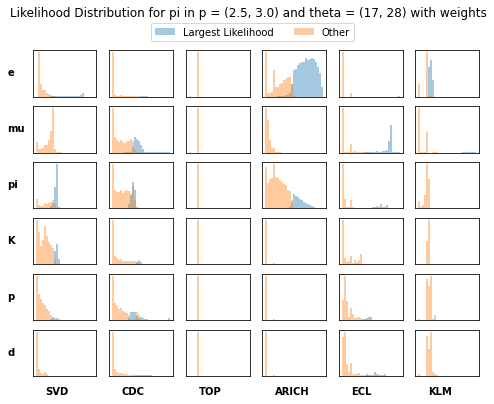 Likelihood Distribution for pi in p = (2.5, 3.0) and theta = (17, 28) with weights
Largest Likelihood Other
e
mu
pi
K
p
d
SVD CDC TOP ARICH ECL KLM